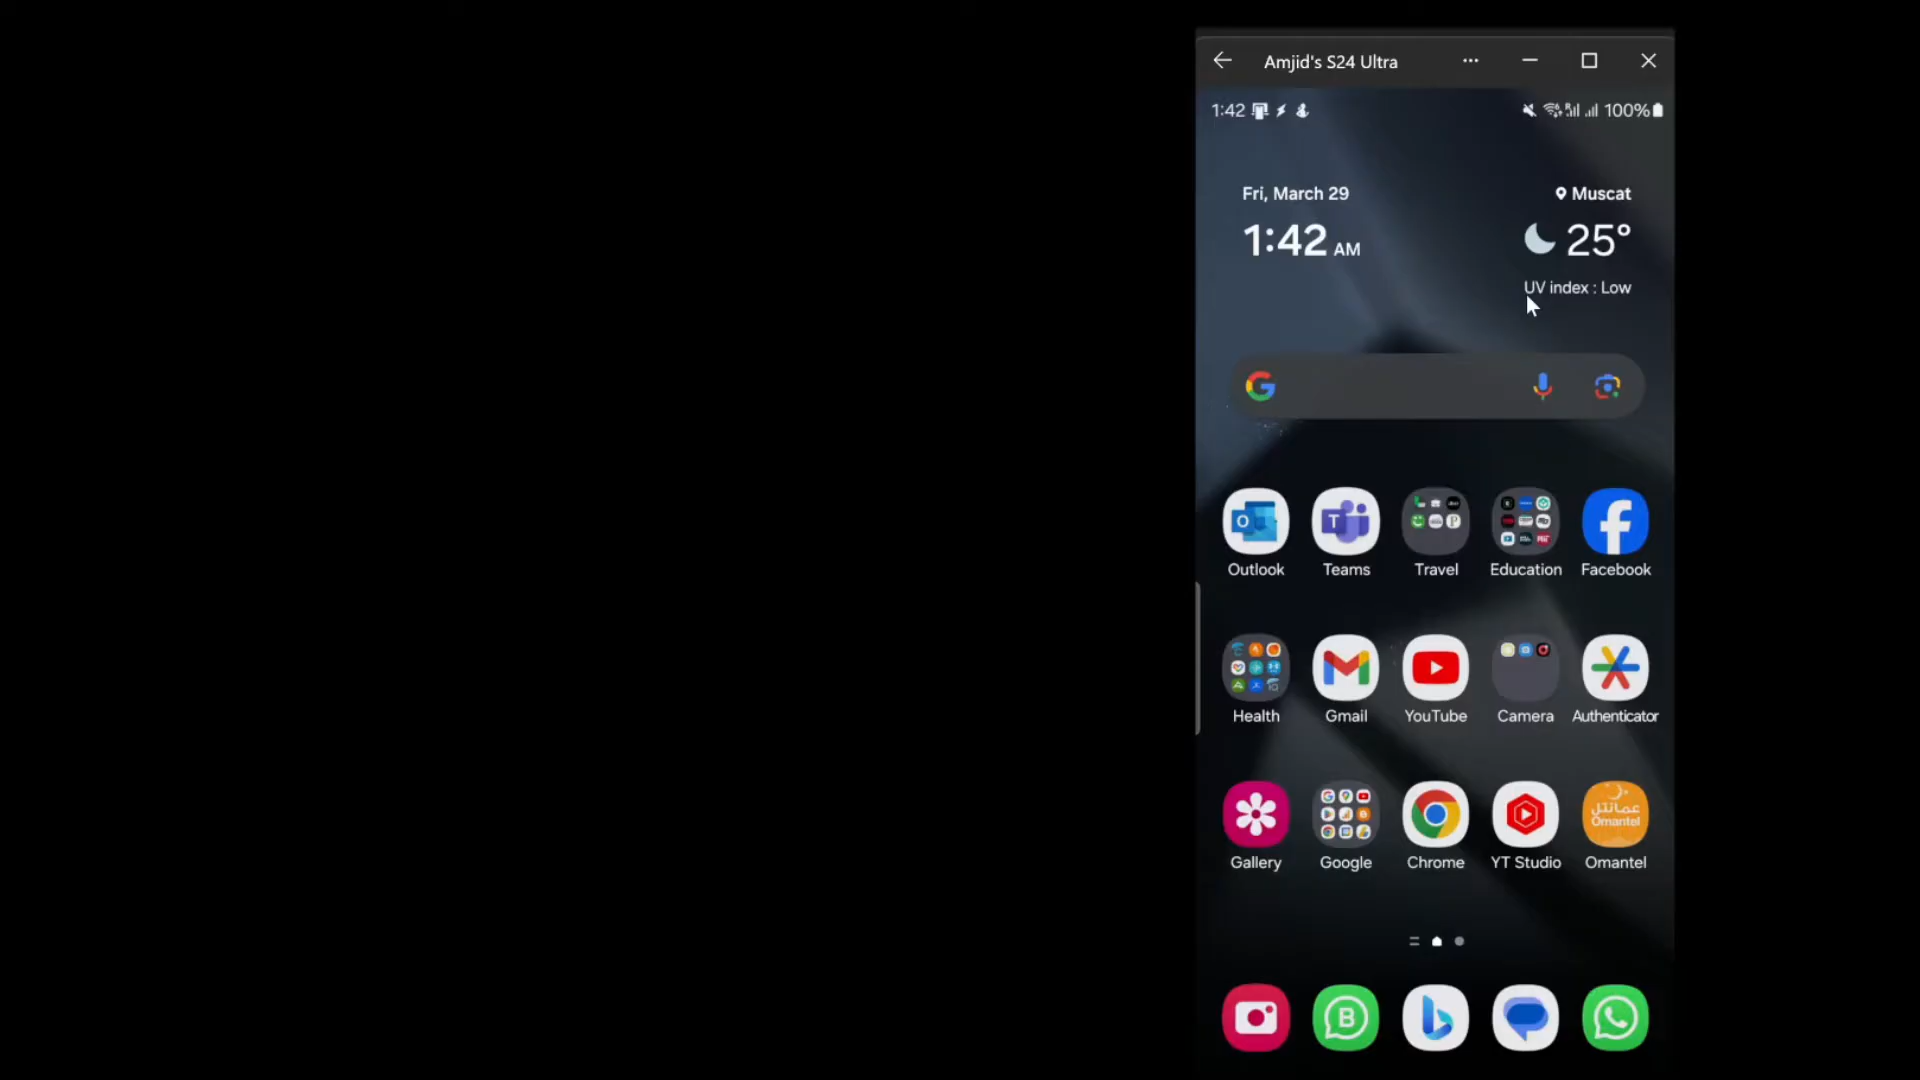 Amjid's S24 Ultra
1:42
100%
Fri, March 29
Muscat
1:42 AM
25°
UV index : Low
Outlook
Teams
Travel
Education
Facebook
Health
Gmail
YouTube
Camera
Authenticator
عمانتل
Omantel
Gallery
Google
Chrome
YT Studio
Omantel